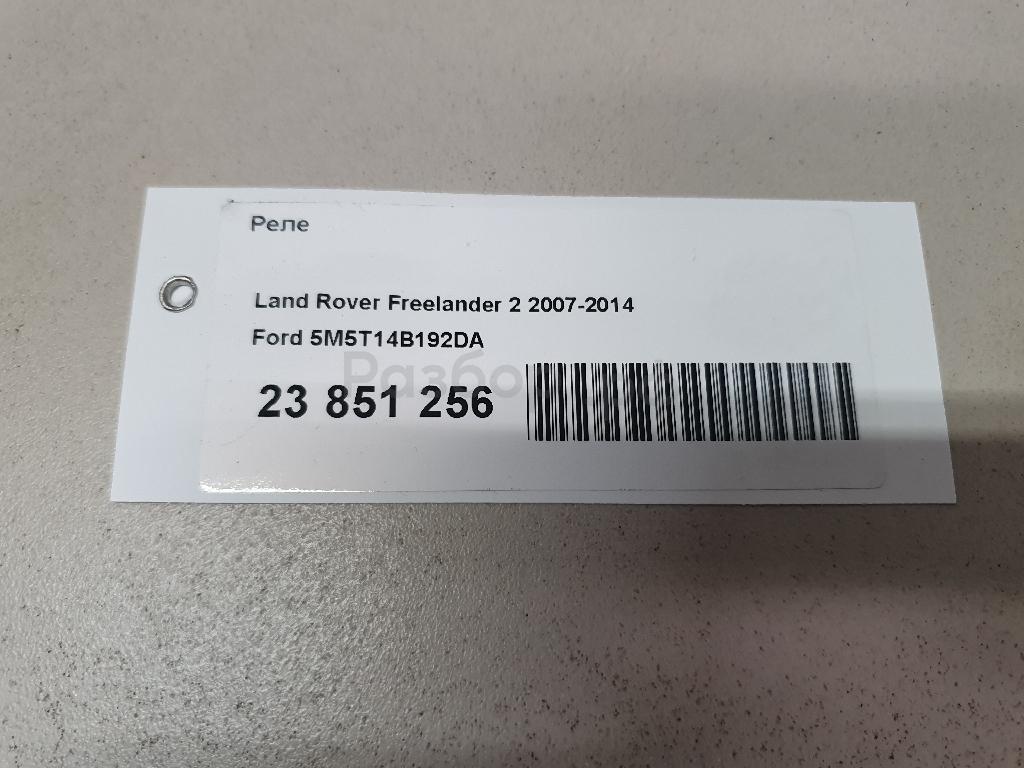 Реле
Land Rover Freelander 2 2007-2014
Ford 5M5T14B192DA
23 851 256